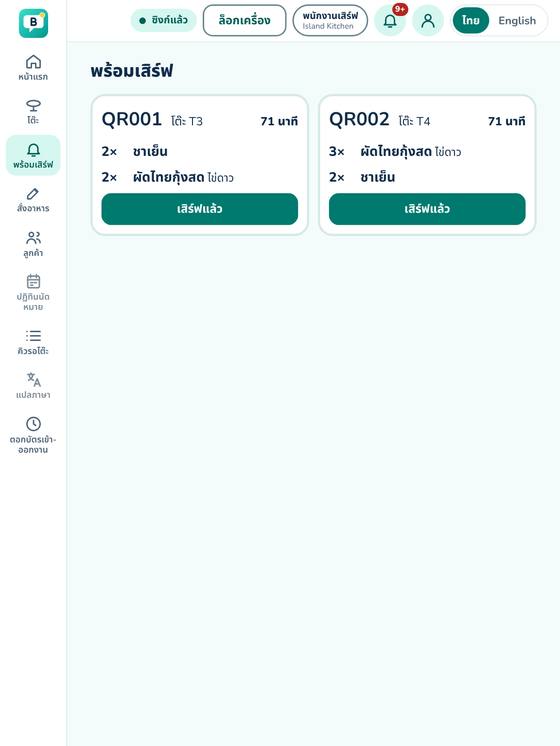 B
ซิงก์แล้ว
ล็อกเครื่อง
พนักงานเสิร์ฟ
Island Kitchen
9+
ไทย
English
หน้าแรก
โต๊ะ
พร้อมเสิร์ฟ
สั่งอาหาร
ลูกค้า
ปฏิทินนัด
หมาย
คิวรอโต๊ะ
แปลภาษา
ตอกบัตรเข้า-
ออกงาน
พร้อมเสิร์ฟ
QR001 โต๊ะ T3 71 นาที
2× ชาเย็น
2× ผัดไทยกุ้งสด ไข่ดาว
เสิร์ฟแล้ว
QR002 โต๊ะ T4 71 นาที
3× ผัดไทยกุ้งสด ไข่ดาว
2× ชาเย็น
เสิร์ฟแล้ว